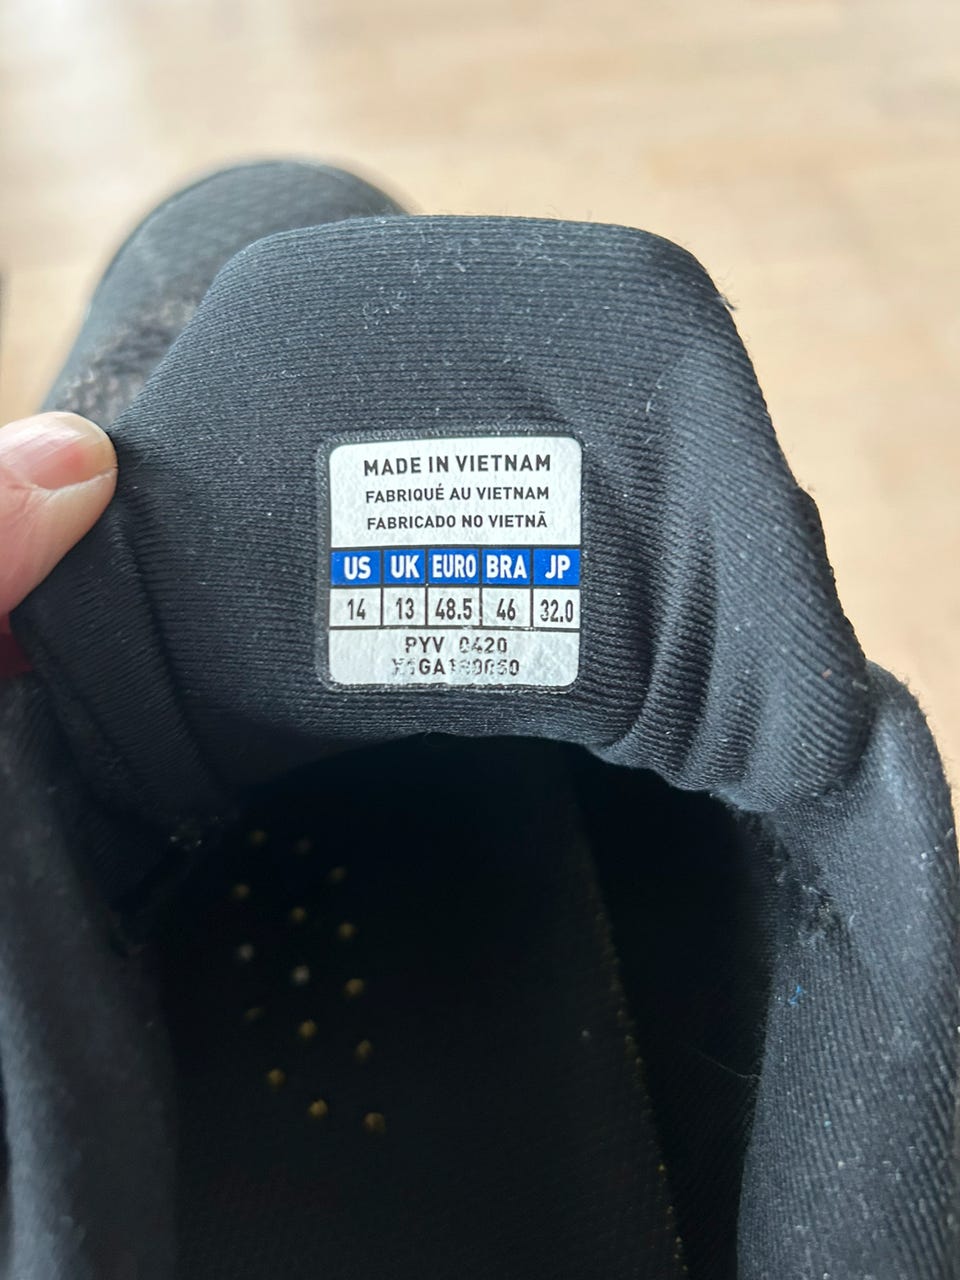 MADE IN VIETNAM
FABRIQUÉ AU VIETNAM
FABRICADO NO VIETNÃ
US UK EURO BRA JP
14 13 48.5 46 32.0
PYV 0420